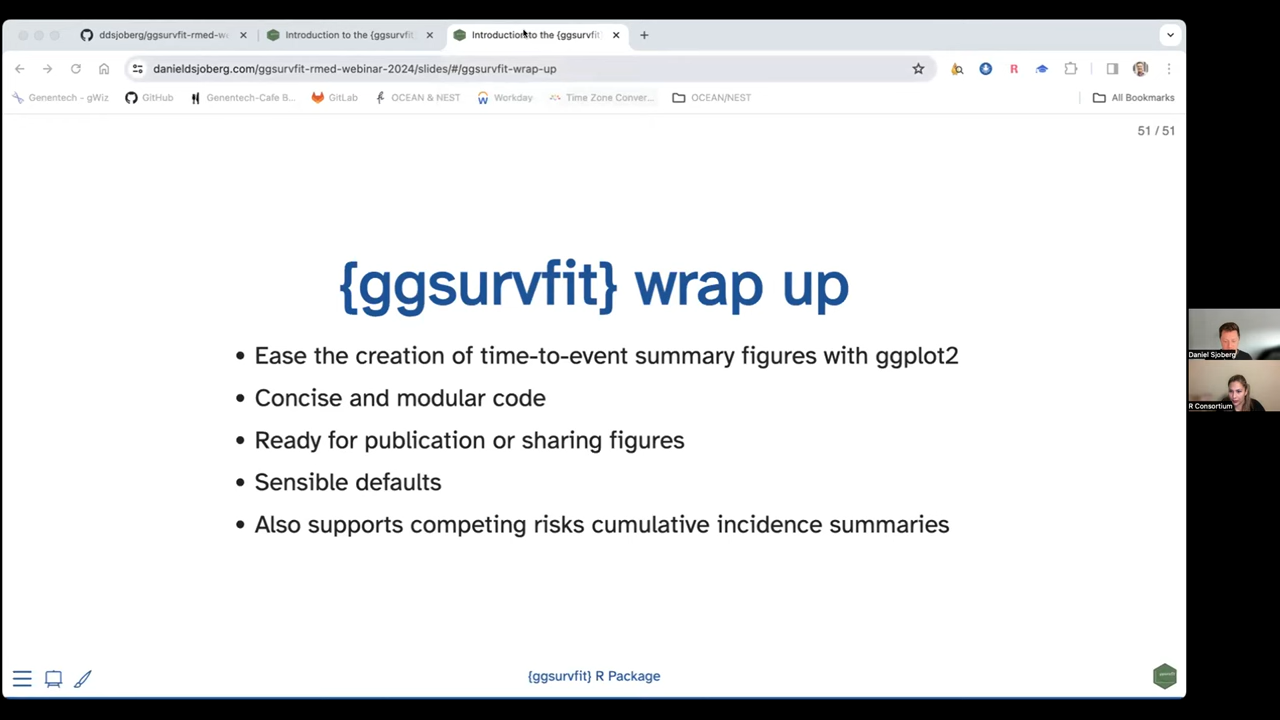 ddsjoberg/ggsurvfit-rmed-we
Introduction to the {ggsurvfit}
Introduction to the {ggsurvfit}
danieldsjoberg.com/ggsurvfit-rmed-webinar-2024/slides/#/ggsurvfit-wrap-up
R
Genentech - gWiz
GitHub
Genentech-Cafe B...
GitLab
OCEAN & NEST
Workday
Time Zone Conver...
OCEAN/NEST
All Bookmarks
51 / 51
{ggsurvfit} wrap up
• Ease the creation of time-to-event summary figures with ggplot2
• Concise and modular code
• Ready for publication or sharing figures
• Sensible defaults
• Also supports competing risks cumulative incidence summaries
Daniel Sjoberg
R Consortium
{ggsurvfit} R Package